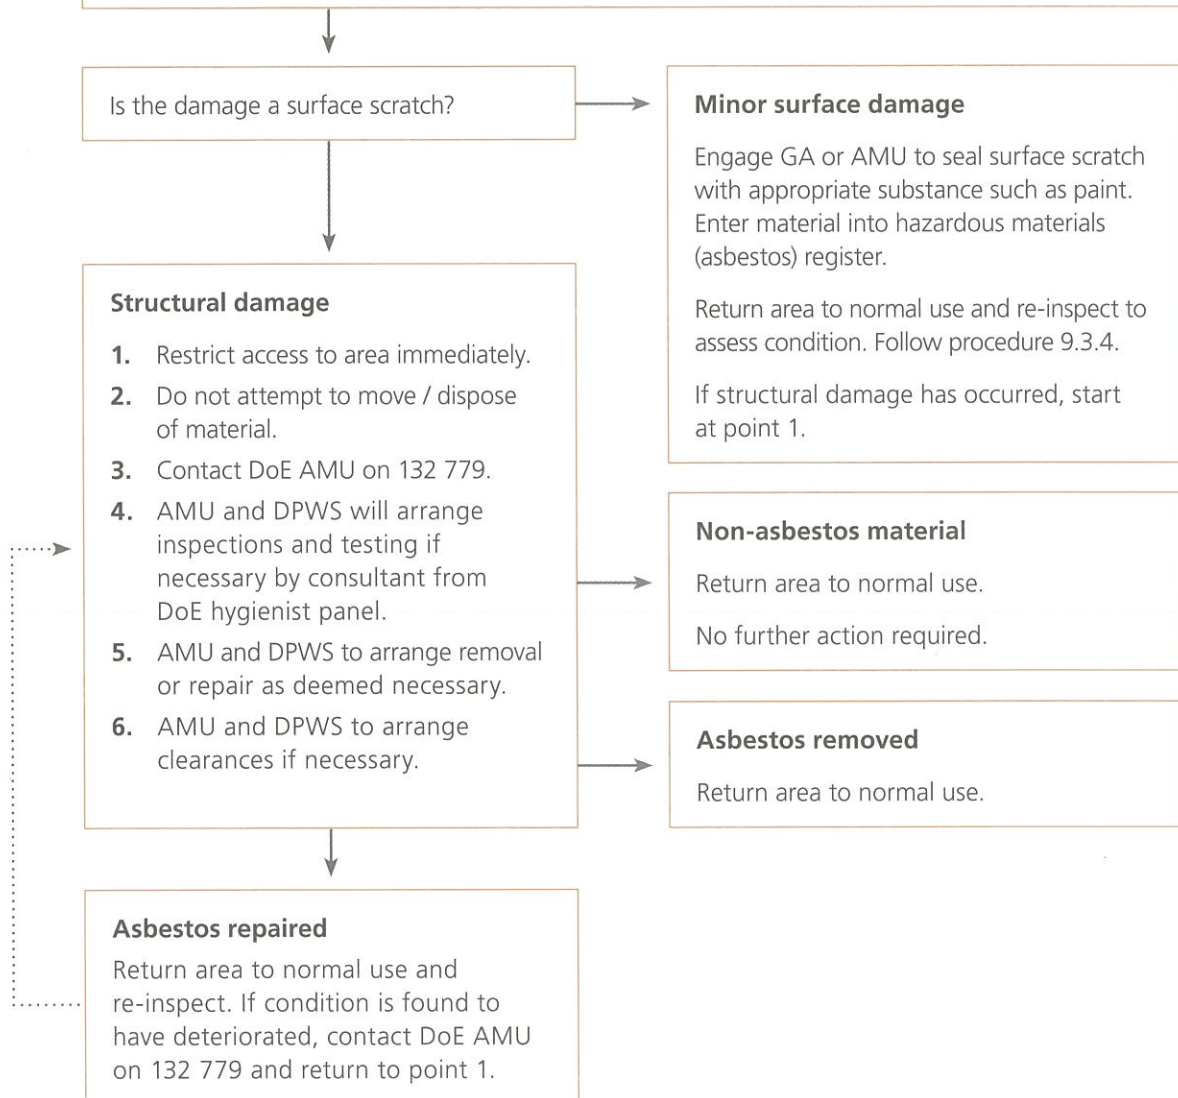 Is the damage a surface scratch?
Minor surface damage
Engage GA or AMU to seal surface scratch
with appropriate substance such as paint.
Enter material into hazardous materials
(asbestos) register.
Return area to normal use and re-inspect to
assess condition. Follow procedure 9.3.4.
If structural damage has occurred, start
at point 1.
Structural damage
1. Restrict access to area immediately.
2. Do not attempt to move / dispose
of material.
3. Contact DoE AMU on 132 779.
4. AMU and DPWS will arrange
inspections and testing if
necessary by consultant from
DoE hygienist panel.
5. AMU and DPWS to arrange removal
or repair as deemed necessary.
6. AMU and DPWS to arrange
clearances if necessary.
Non-asbestos material
Return area to normal use.
No further action required.
Asbestos removed
Return area to normal use.
Asbestos repaired
Return area to normal use and
re-inspect. If condition is found to
have deteriorated, contact DoE AMU
on 132 779 and return to point 1.